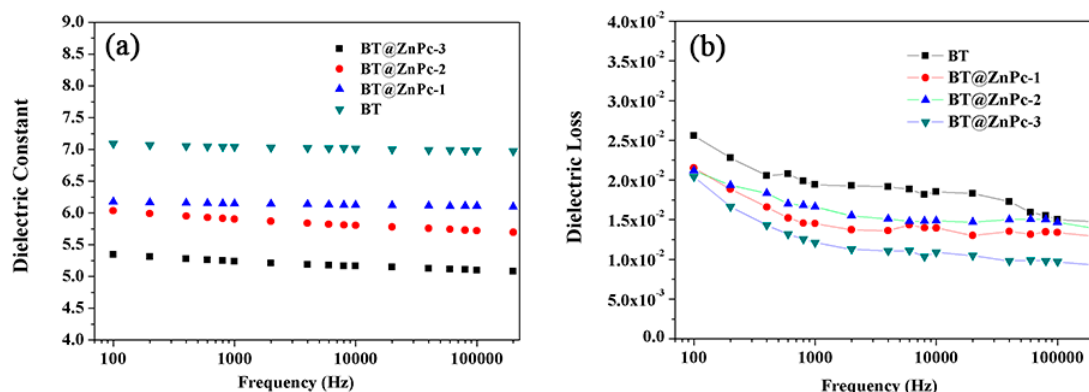 (a)
BT@ZnPc-3
BT@ZnPc-2
BT@ZnPc-1
BT
Dielectric Constant
9.0
8.5
8.0
7.5
7.0
6.5
6.0
5.5
5.0
4.5
4.0
100 1000 10000 100000
Frequency (Hz)
(b)
BT
BT@ZnPc-1
BT@ZnPc-2
BT@ZnPc-3
Dielectric Loss
4.0x10⁻²
3.5x10⁻²
3.0x10⁻²
2.5x10⁻²
2.0x10⁻²
1.5x10⁻²
1.0x10⁻²
5.0x10⁻³
0.0
100 1000 10000 100000
Frequency (Hz)